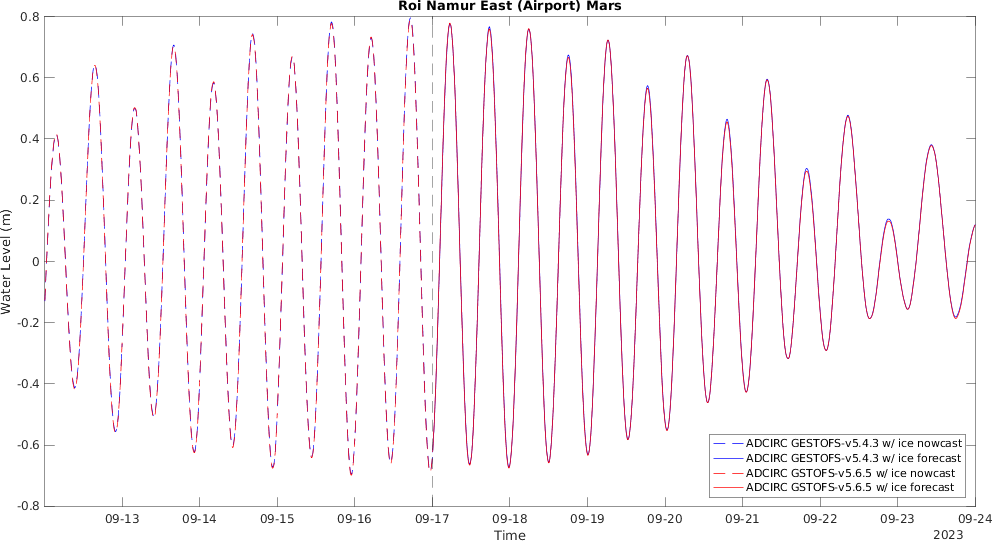 Roi Namur East (Airport) Mars
0.8
0.6
0.4
0.2
0
-0.2
-0.4
-0.6
-0.8
Water Level (m)
ADCIRC GESTOFS-v5.4.3 w/ ice nowcast
ADCIRC GESTOFS-v5.4.3 w/ ice forecast
ADCIRC GSTOFS-v5.6.5 w/ ice nowcast
ADCIRC GSTOFS-v5.6.5 w/ ice forecast
09-13 09-14 09-15 09-16 09-17 09-18 09-19 09-20 09-21 09-22 09-23 09-24
Time
2023